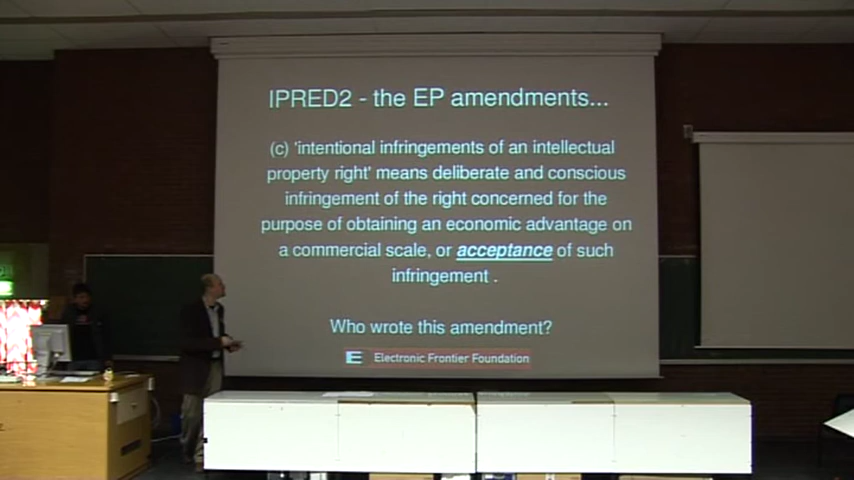 IPRED2 - the EP amendments...
(c) 'intentional infringements of an intellectual
property right' means deliberate and conscious
infringement of the right concerned for the
purpose of obtaining an economic advantage on
a commercial scale, or acceptance of such
infringement .
Who wrote this amendment?
Electronic Frontier Foundation